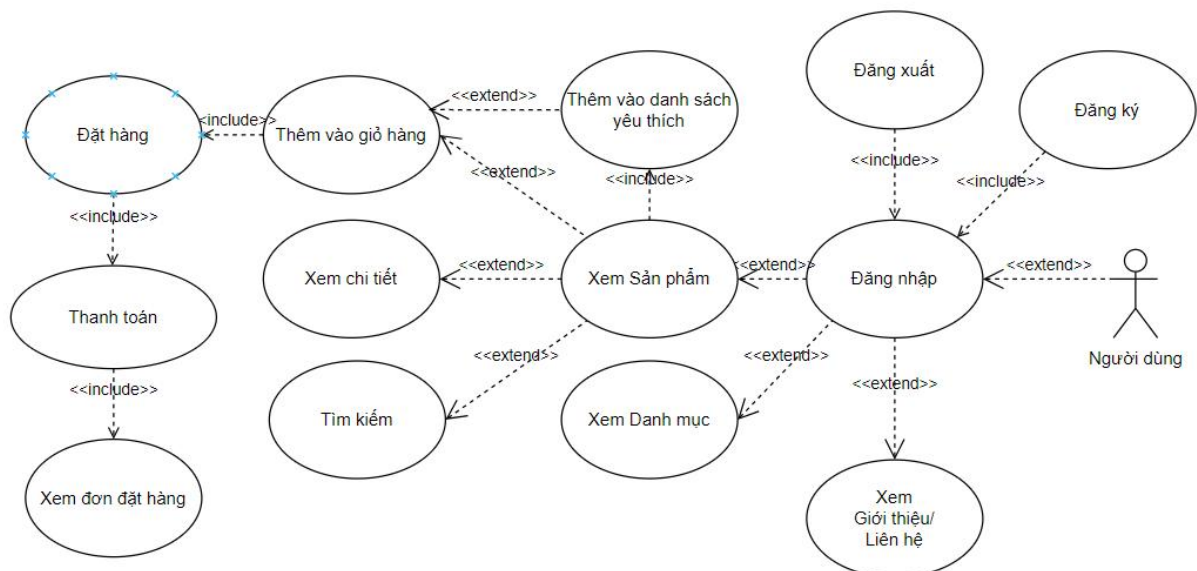 Đăng xuất
Đăng ký
<<extend>>
Thêm vào danh sách
yêu thích
<include>>
Đặt hàng
Thêm vào giỏ hàng
<<include>>
<<extend>>
<<include>>
<<include>>
<<include>>
<<extend>>
<<extend>>
<<extend>>
Xem chi tiết
Xem Sản phẩm
Đăng nhập
Thanh toán
<<extend>>
<<extend>>
Người dùng
<<include>>
<<extend>>
Tìm kiếm
Xem Danh mục
Xem đơn đặt hàng
Xem
Giới thiệu/
Liên hệ